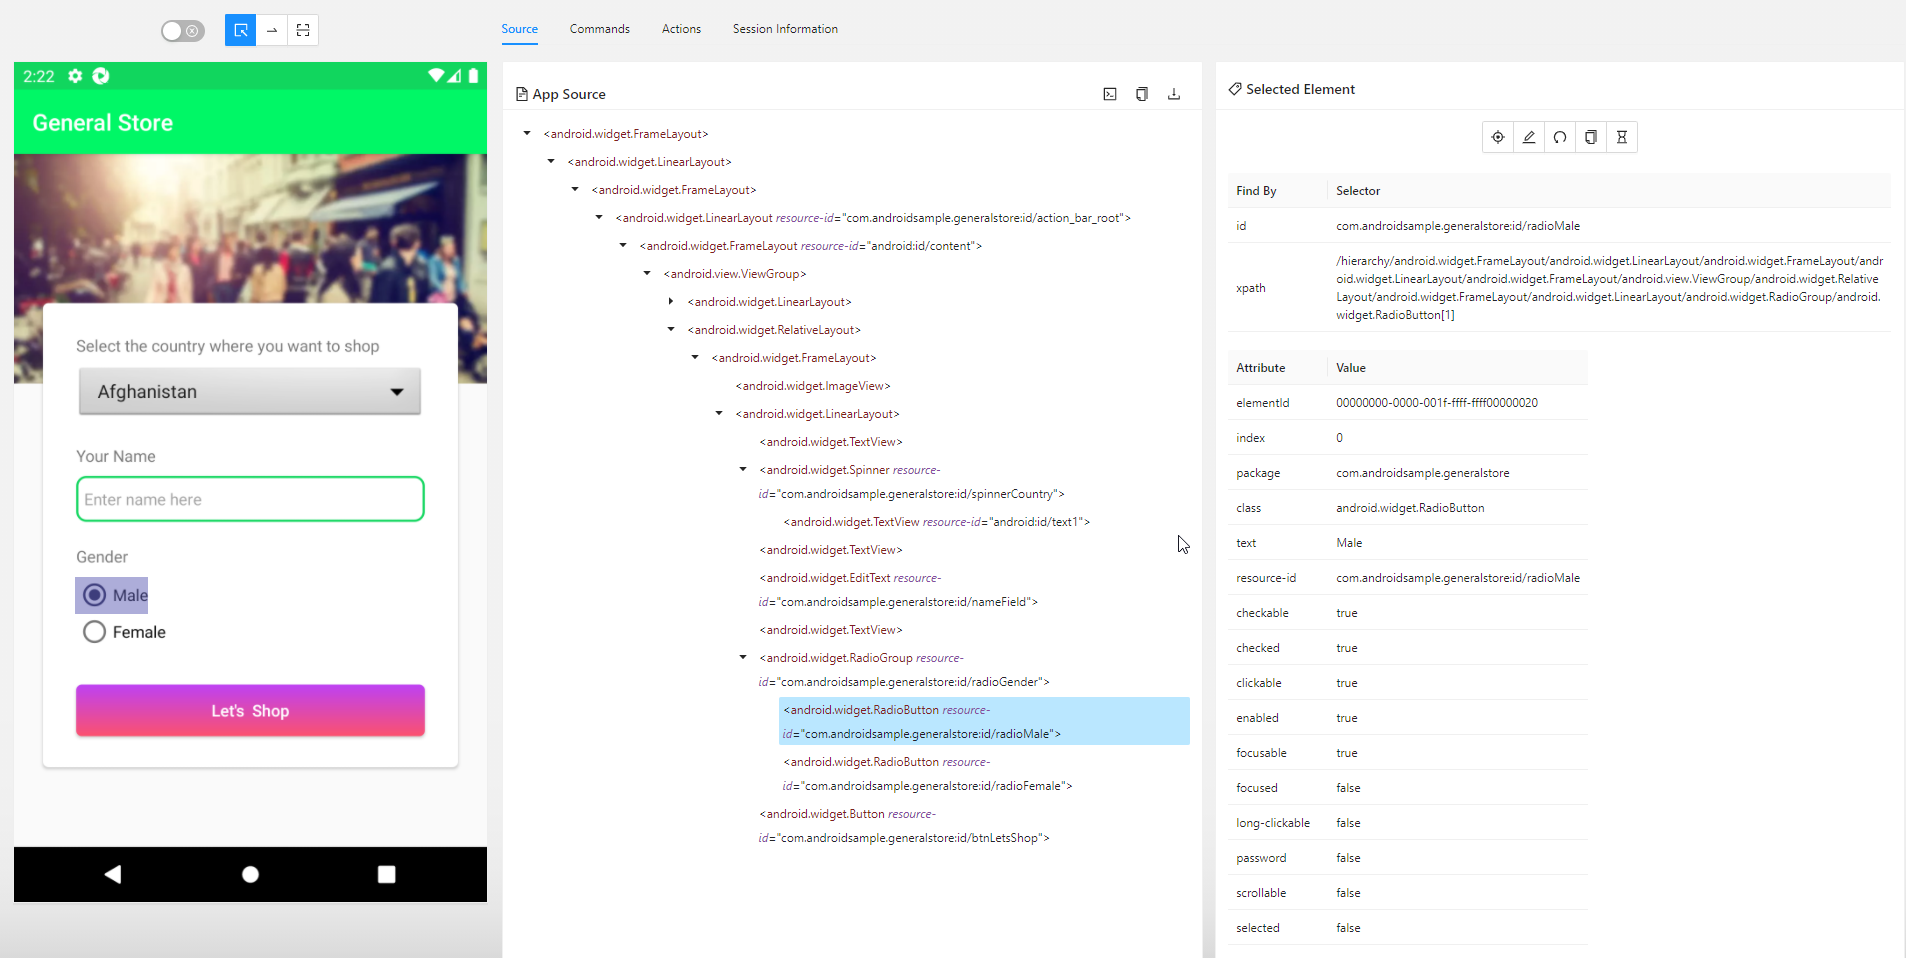 Source
Commands
Actions
Session Information
2:22
General Store
Select the country where you want to shop
Afghanistan
Your Name
Enter name here
Gender
Male
Female
Let's Shop
App Source
<android.widget.FrameLayout>
<android.widget.LinearLayout>
<android.widget.FrameLayout>
<android.widget.LinearLayout resource-id="com.androidsample.generalstore:id/action_bar_root">
<android.widget.FrameLayout resource-id="android:id/content">
<android.view.ViewGroup>
<android.widget.LinearLayout>
<android.widget.RelativeLayout>
<android.widget.FrameLayout>
<android.widget.ImageView>
<android.widget.LinearLayout>
<android.widget.TextView>
<android.widget.Spinner resource-
id="com.androidsample.generalstore:id/spinnerCountry">
<android.widget.TextView resource-id="android:id/text1">
<android.widget.TextView>
<android.widget.EditText resource-
id="com.androidsample.generalstore:id/nameField">
<android.widget.TextView>
<android.widget.RadioGroup resource-
id="com.androidsample.generalstore:id/radioGender">
<android.widget.RadioButton resource-
id="com.androidsample.generalstore:id/radioMale">
<android.widget.RadioButton resource-
id="com.androidsample.generalstore:id/radioFemale">
<android.widget.Button resource-
id="com.androidsample.generalstore:id/btnLetsShop">
Selected Element
Find By Selector
id com.androidsample.generalstore:id/radioMale
xpath
/hierarchy/android.widget.FrameLayout/android.widget.LinearLayout/android.widget.FrameLayout/andr
oid.widget.LinearLayout/android.widget.FrameLayout/android.view.ViewGroup/android.widget.Relative
Layout/android.widget.FrameLayout/android.widget.LinearLayout/android.widget.RadioGroup/android.
widget.RadioButton[1]
Attribute Value
elementId 00000000-0000-001f-ffff-ffff00000020
index 0
package com.androidsample.generalstore
class android.widget.RadioButton
text Male
resource-id com.androidsample.generalstore:id/radioMale
checkable true
checked true
clickable true
enabled true
focusable true
focused false
long-clickable false
password false
scrollable false
selected false